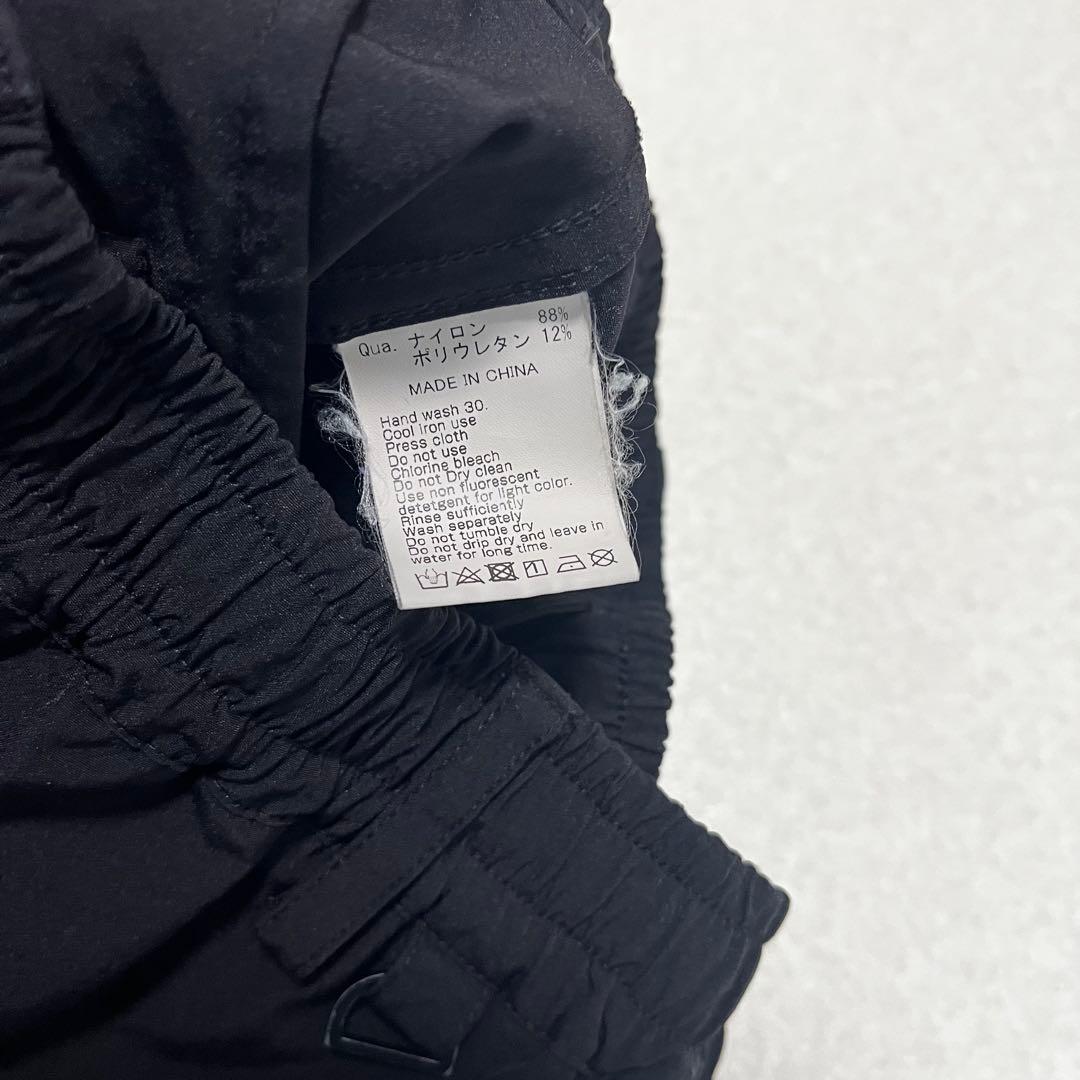 Qua. ナイロン 88%
ポリウレタン 12%
MADE IN CHINA
Hand wash 30.
Cool iron use
Press cloth
Do not use
Chlorine bleach
Do not Dry clean
Use non fluorescent
detetgent for light color.
Rinse sufficiently
Wash separately
Do not tumble dry
Do not drip dry and leave in
water for long time.